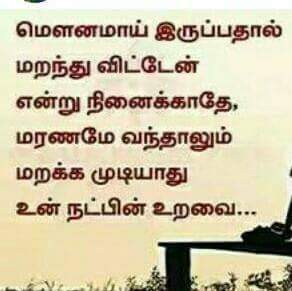 மௌனமாய் இருப்பதால்
மறந்து விட்டேன்
என்று நினைக்காதே,
மரணமே வந்தாலும்
மறக்க முடியாது
உன் நட்பின் உறவை...